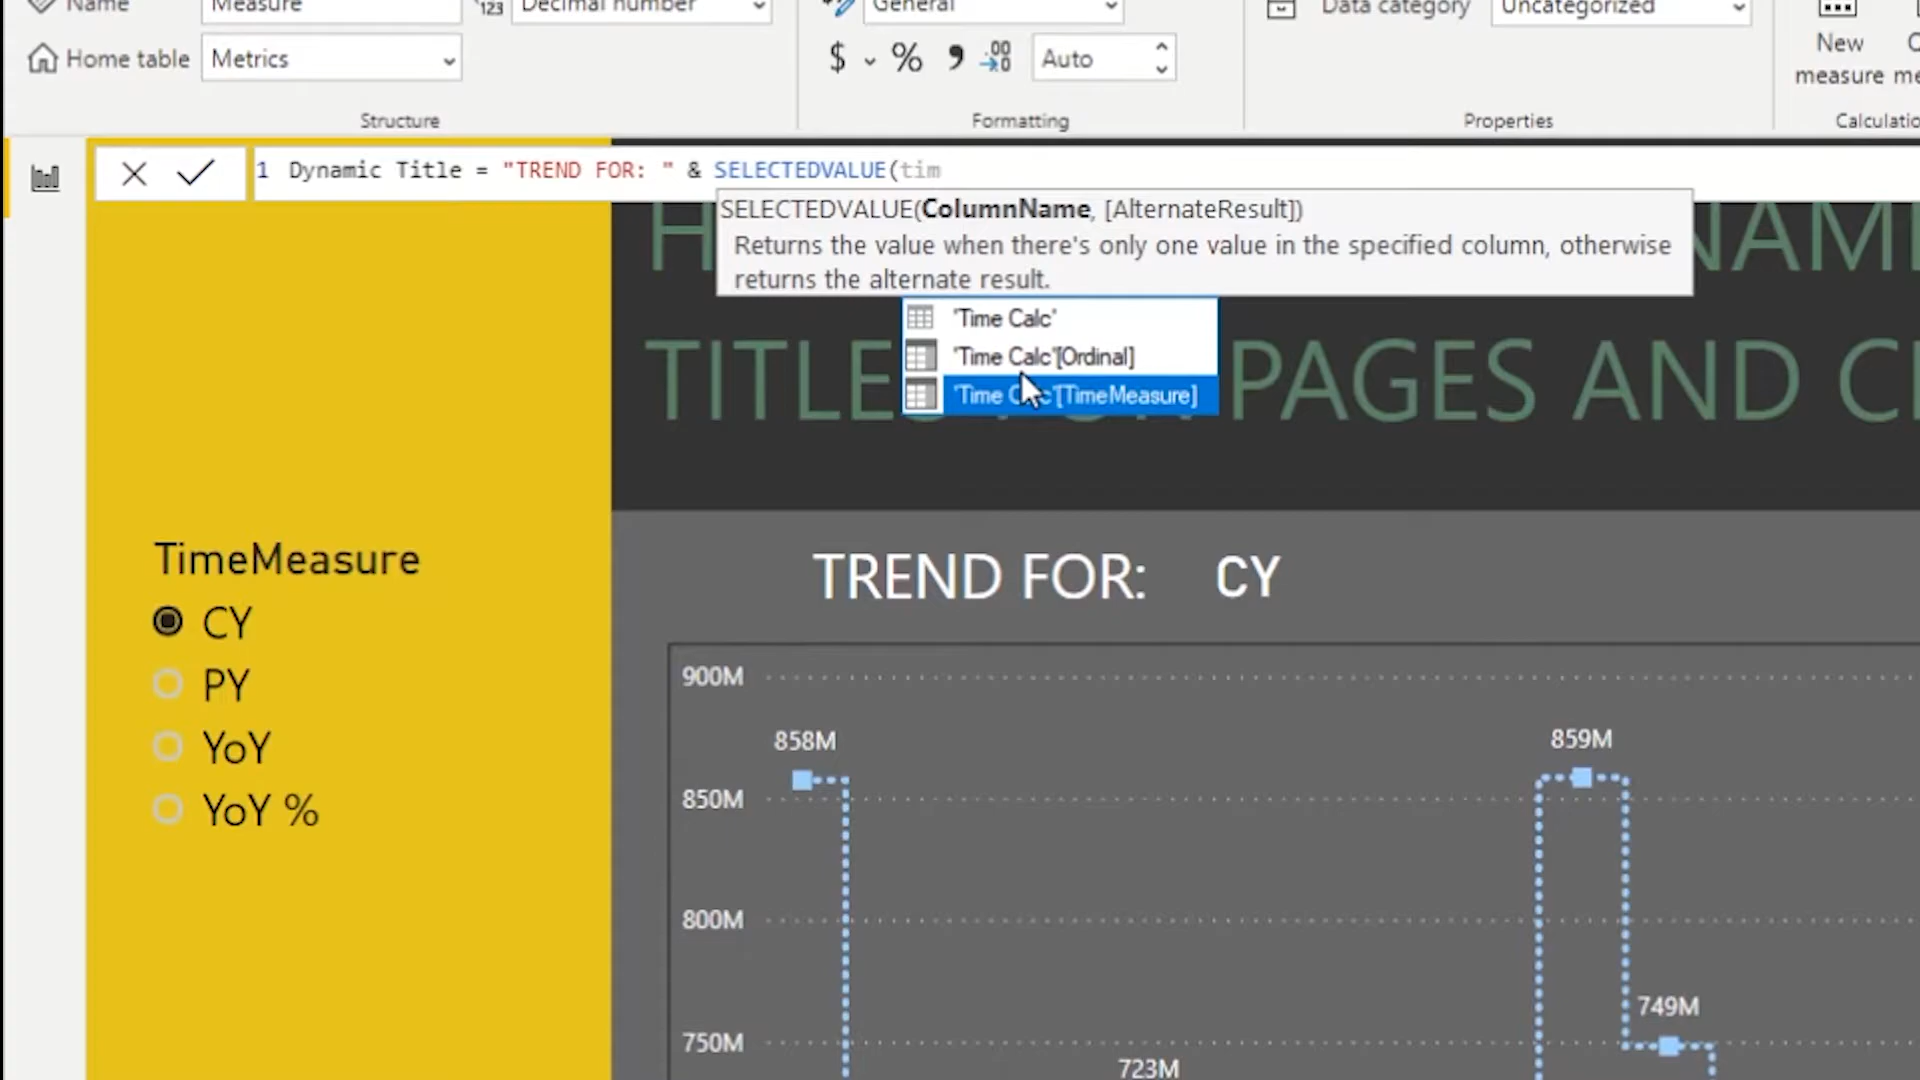 Name Measure
Decimal number
General
Data category Uncategorized
Home table Metrics
$ % Auto
New measure
Structure
Formatting
Properties
1 Dynamic Title = "TREND FOR: " & SELECTEDVALUE(tim
SELECTEDVALUE(ColumnName, [AlternateResult])
Returns the value when there's only one value in the specified column, otherwise
returns the alternate result.
'Time Calc'
'Time Calc'[Ordinal]
'Time Calc'[TimeMeasure]
PAGES AND
TimeMeasure
CY
PY
YoY
YoY %
TREND FOR: CY
900M
858M
859M
850M
800M
749M
750M
723M